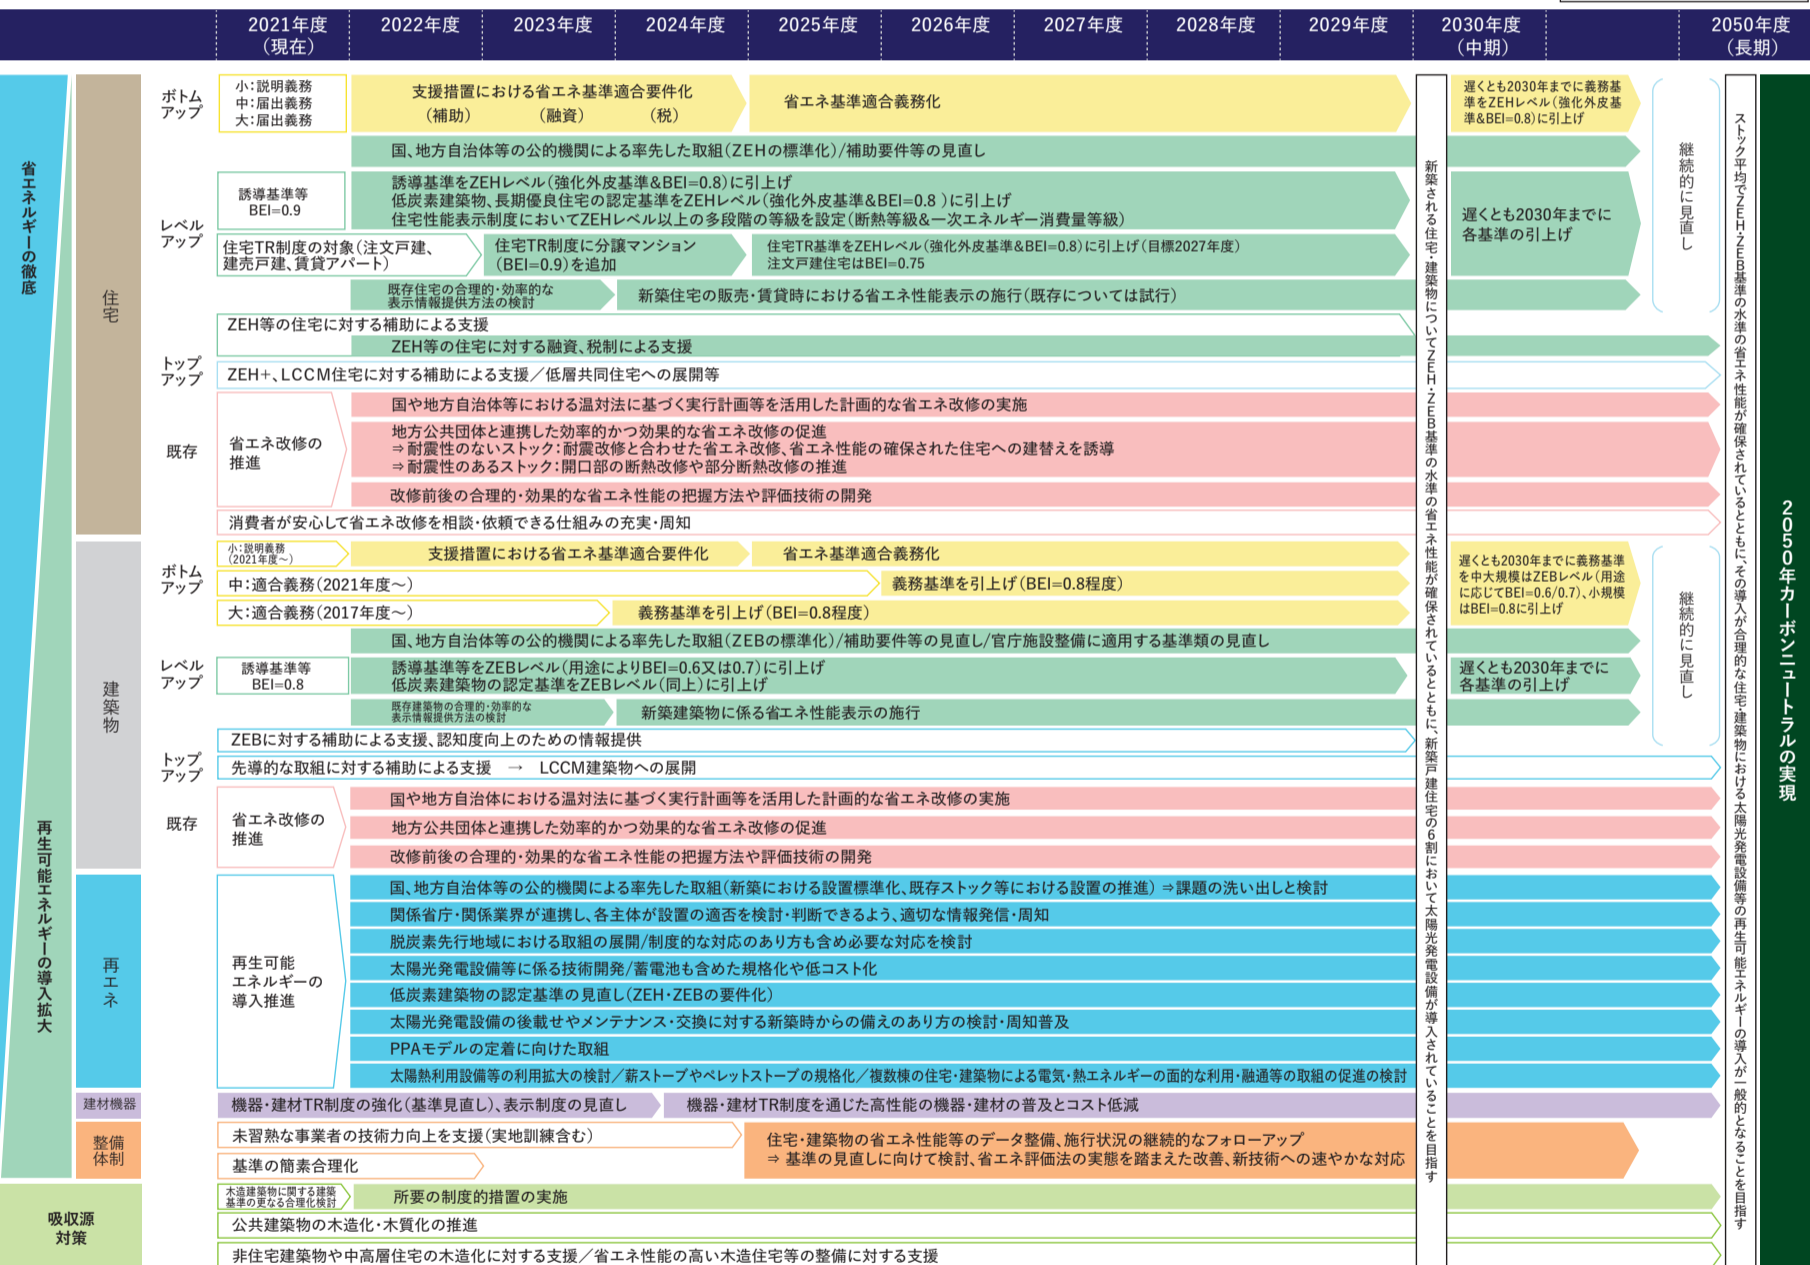 2021年度
（現在）
2022年度
2023年度
2024年度
2025年度
2026年度
2027年度
2028年度
2029年度
2030年度
（中期）
2050年度
（長期）
省エネルギーの徹底
再生可能エネルギーの導入拡大
住宅
ボトム
アップ
小：説明義務
中：届出義務
大：届出義務
支援措置における省エネ基準適合要件化
（補助）　（融資）　（税）
省エネ基準適合義務化
遅くとも2030年までに義務基
準をZEHレベル（強化外皮基
準&BEI=0.8）に引上げ
国、地方自治体等の公的機関による率先した取組（ZEHの標準化）/補助要件等の見直し
レベル
アップ
誘導基準等
BEI=0.9
誘導基準をZEHレベル（強化外皮基準&BEI=0.8）に引上げ
低炭素建築物、長期優良住宅の認定基準をZEHレベル（強化外皮基準&BEI=0.8 ）に引上げ
住宅性能表示制度においてZEHレベル以上の多段階の等級を設定（断熱等級&一次エネルギー消費量等級）
遅くとも2030年までに
各基準の引上げ
住宅TR制度の対象（注文戸建、
建売戸建、賃貸アパート）
住宅TR制度に分譲マンション
（BEI=0.9）を追加
住宅TR基準をZEHレベル（強化外皮基準&BEI=0.8）に引上げ（目標2027年度）
注文戸建住宅はBEI=0.75
既存住宅の合理的・効率的な
表示情報提供方法の検討
新築住宅の販売・賃貸時における省エネ性能表示の施行（既存については試行）
継続的に見直し
トップ
アップ
ZEH等の住宅に対する補助による支援
ZEH等の住宅に対する融資、税制による支援
ZEH+、LCCM住宅に対する補助による支援／低層共同住宅への展開等
既存
省エネ改修の
推進
国や地方自治体等における温対法に基づく実行計画等を活用した計画的な省エネ改修の実施
地方公共団体と連携した効率的かつ効果的な省エネ改修の促進
⇒耐震性のないストック：耐震改修と合わせた省エネ改修、省エネ性能の確保された住宅への建替えを誘導
⇒耐震性のあるストック：開口部の断熱改修や部分断熱改修の推進
改修前後の合理的・効果的な省エネ性能の把握方法や評価技術の開発
消費者が安心して省エネ改修を相談・依頼できる仕組みの充実・周知
建築物
ボトム
アップ
小：説明義務
（2021年度～）
支援措置における省エネ基準適合要件化
省エネ基準適合義務化
中：適合義務（2021年度～）
義務基準を引上げ（BEI=0.8程度）
大：適合義務（2017年度～）
義務基準を引上げ（BEI=0.8程度）
遅くとも2030年までに義務基準
を中大規模はZEBレベル（用途
に応じてBEI=0.6/0.7）、小規模
はBEI=0.8に引上げ
国、地方自治体等の公的機関による率先した取組（ZEBの標準化）/補助要件等の見直し/官庁施設整備に適用する基準類の見直し
レベル
アップ
誘導基準等
BEI=0.8
誘導基準等をZEBレベル（用途によりBEI=0.6又は0.7）に引上げ
低炭素建築物の認定基準をZEBレベル（同上）に引上げ
遅くとも2030年までに
各基準の引上げ
既存建築物の合理的・効率的な
表示情報提供方法の検討
新築建築物に係る省エネ性能表示の施行
継続的に見直し
トップ
アップ
ZEBに対する補助による支援、認知度向上のための情報提供
先導的な取組に対する補助による支援　→　LCCM建築物への展開
既存
省エネ改修の
推進
国や地方自治体における温対法に基づく実行計画等を活用した計画的な省エネ改修の実施
地方公共団体と連携した効率的かつ効果的な省エネ改修の促進
改修前後の合理的・効果的な省エネ性能の把握方法や評価技術の開発
再エネ
再生可能
エネルギーの
導入推進
国、地方自治体等の公的機関による率先した取組（新築における設置標準化、既存ストック等における設置の推進）⇒課題の洗い出しと検討
関係省庁・関係業界が連携し、各主体が設置の適否を検討・判断できるよう、適切な情報発信・周知
脱炭素先行地域における取組の展開/制度的な対応のあり方も含め必要な対応を検討
太陽光発電設備等に係る技術開発/蓄電池も含めた規格化や低コスト化
低炭素建築物の認定基準の見直し（ZEH・ZEBの要件化）
太陽光発電設備の後載せやメンテナンス・交換に対する新築時からの備えのあり方の検討・周知普及
PPAモデルの定着に向けた取組
太陽熱利用設備等の利用拡大の検討／薪ストーブやペレットストーブの規格化／複数棟の住宅・建築物による電気・熱エネルギーの面的な利用・融通等の取組の促進の検討
建材機器
機器・建材TR制度の強化（基準見直し）、表示制度の見直し
機器・建材TR制度を通じた高性能の機器・建材の普及とコスト低減
整備
体制
未習熟な事業者の技術力向上を支援（実地訓練含む）
基準の簡素合理化
住宅・建築物の省エネ性能等のデータ整備、施行状況の継続的なフォローアップ
⇒ 基準の見直しに向けて検討、省エネ評価法の実態を踏まえた改善、新技術への速やかな対応
吸収源
対策
木造建築物に関する建築
基準の更なる合理化検討
所要の制度的措置の実施
公共建築物の木造化・木質化の推進
非住宅建築物や中高層住宅の木造化に対する支援／省エネ性能の高い木造住宅等の整備に対する支援
新築される住宅・建築物についてZEH・ZEB基準の水準の省エネ性能が確保されているとともに、新築戸建住宅の6割において太陽光発電設備が導入されていることを目指す
ストック平均でZEH・ZEB基準の水準の省エネ性能が確保されているとともに、その導入が合理的な住宅・建築物における太陽光発電設備等の再生可能エネルギーの導入が一般的となることを目指す
2050年カーボンニュートラルの実現